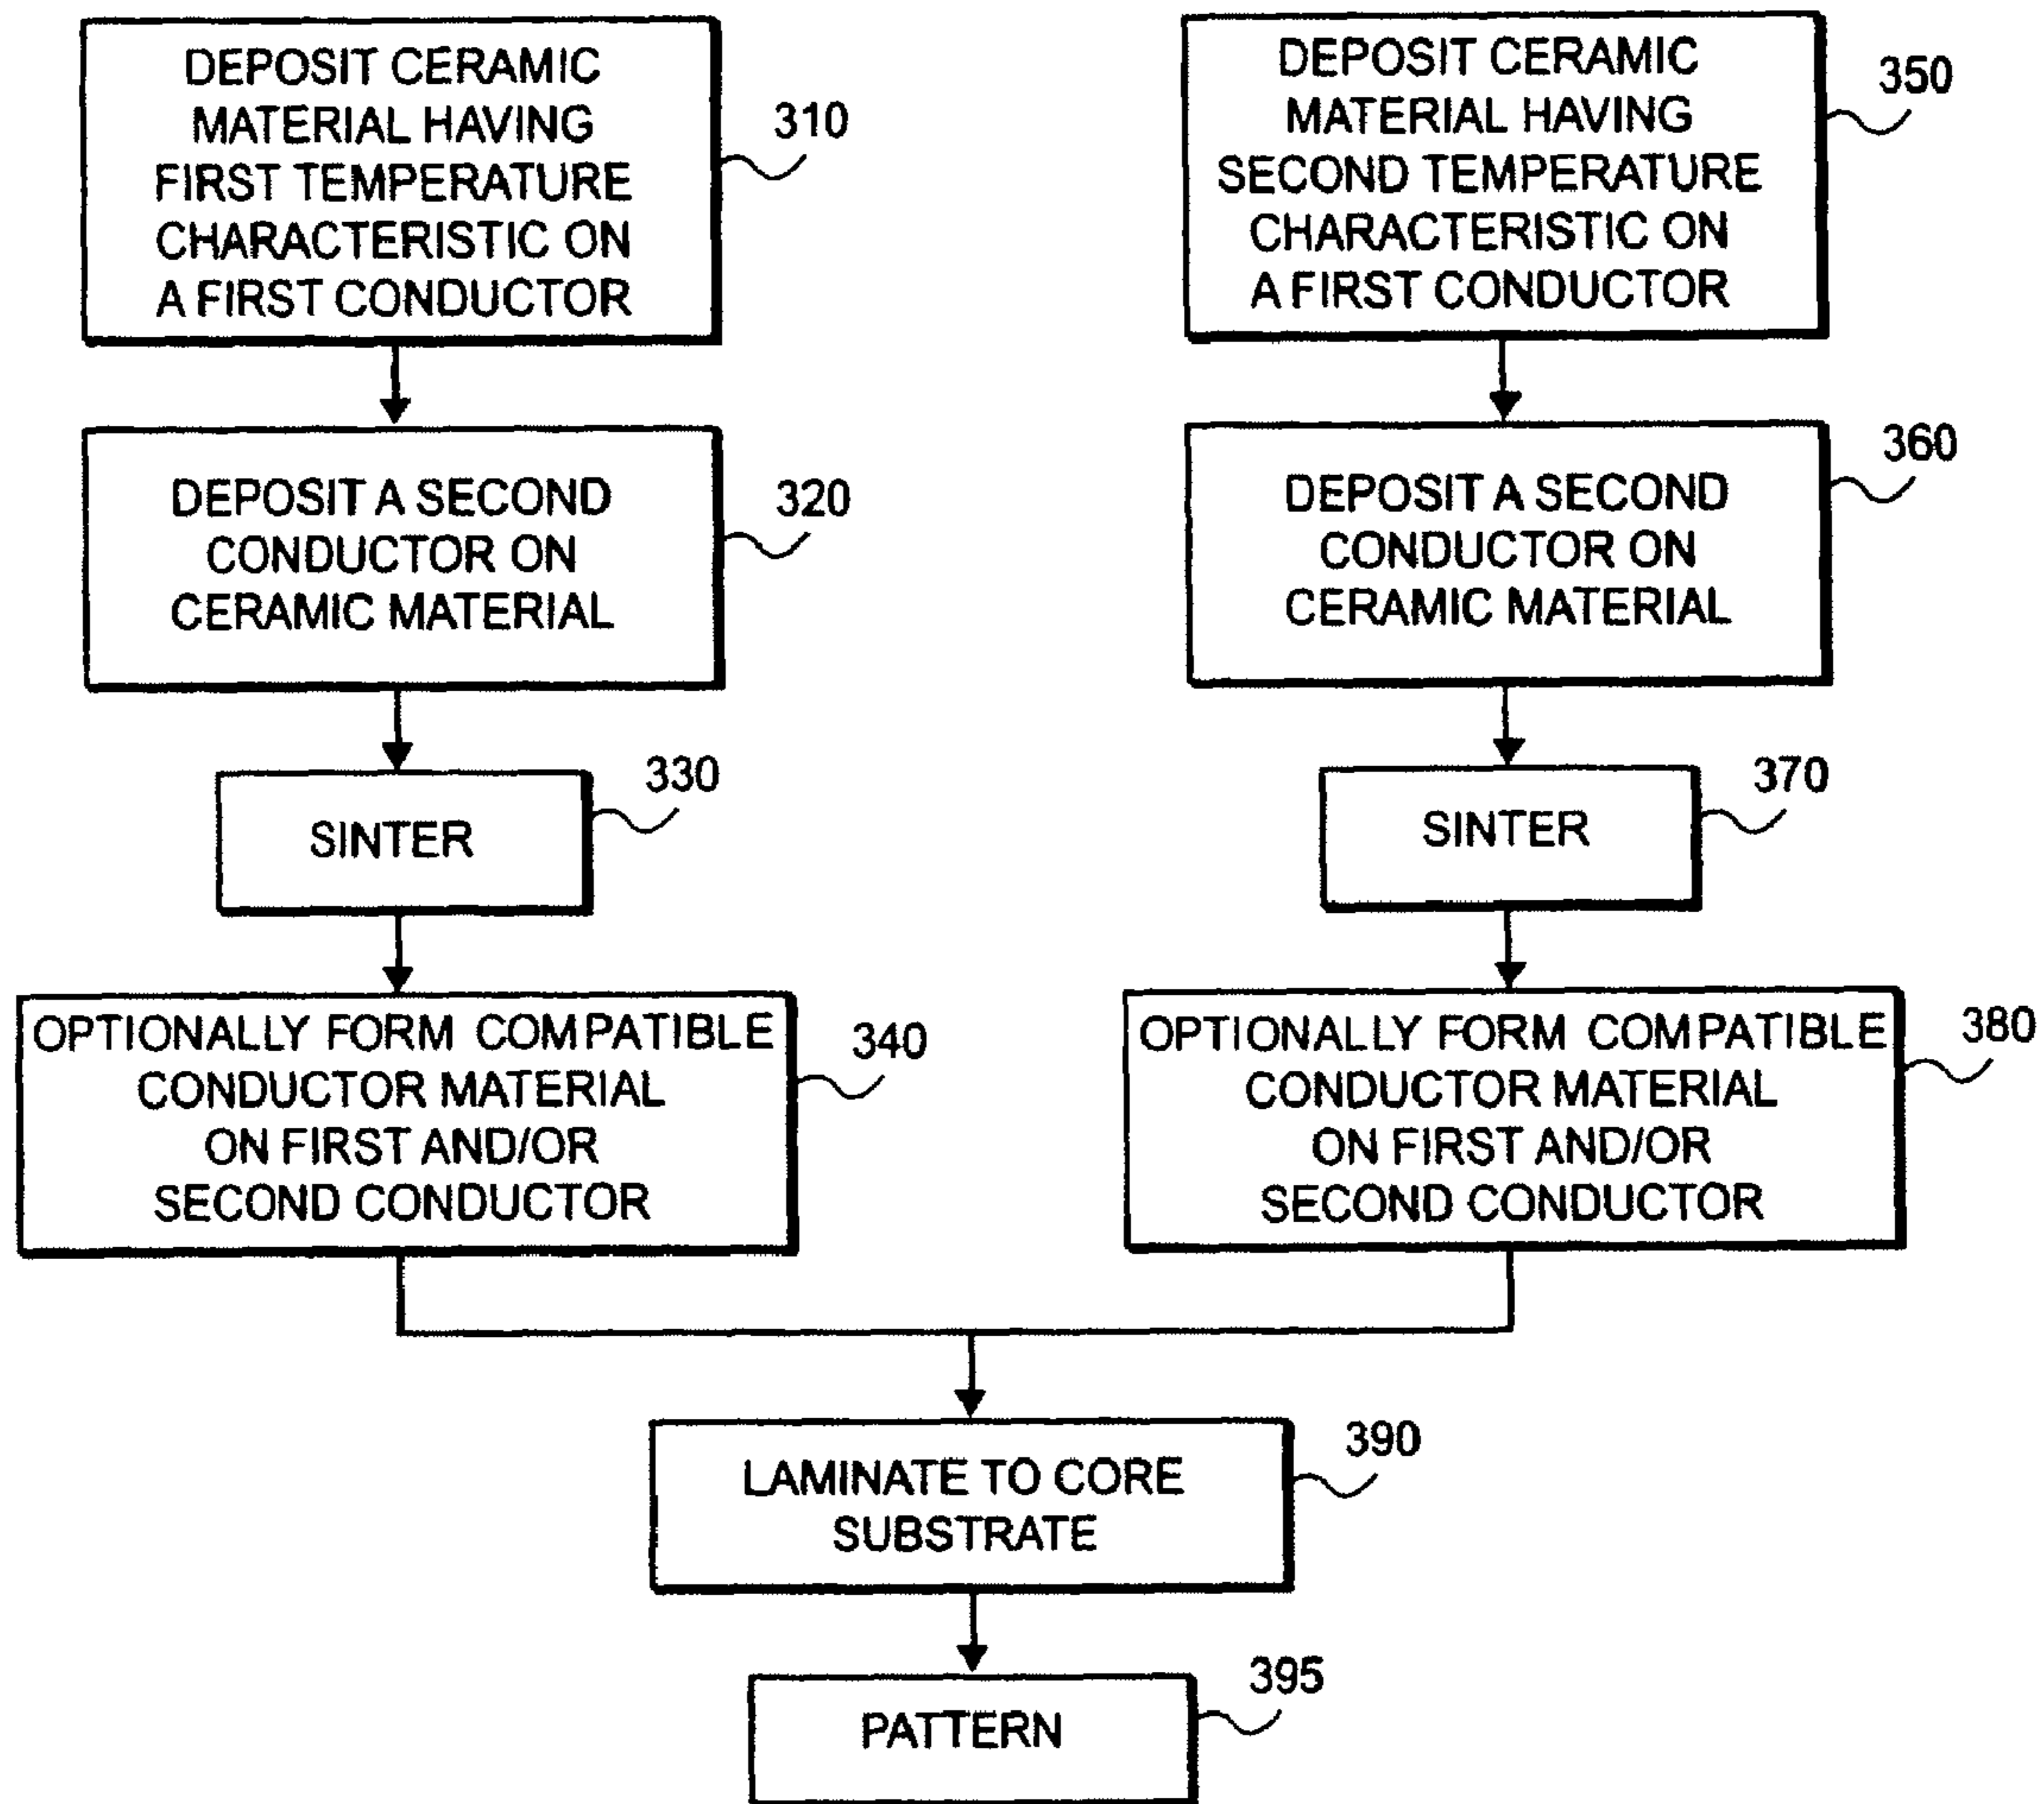 DEPOSIT CERAMIC
MATERIAL HAVING
FIRST TEMPERATURE
CHARACTERISTIC ON
A FIRST CONDUCTOR
310
DEPOSIT A SECOND
CONDUCTOR ON
CERAMIC MATERIAL
320
SINTER
330
OPTIONALLY FORM COMPATIBLE
CONDUCTOR MATERIAL
ON FIRST AND/OR
SECOND CONDUCTOR
340
DEPOSIT CERAMIC
MATERIAL HAVING
SECOND TEMPERATURE
CHARACTERISTIC ON
A FIRST CONDUCTOR
350
DEPOSIT A SECOND
CONDUCTOR ON
CERAMIC MATERIAL
360
SINTER
370
OPTIONALLY FORM COMPATIBLE
CONDUCTOR MATERIAL
ON FIRST AND/OR
SECOND CONDUCTOR
380
LAMINATE TO CORE
SUBSTRATE
390
PATTERN
395